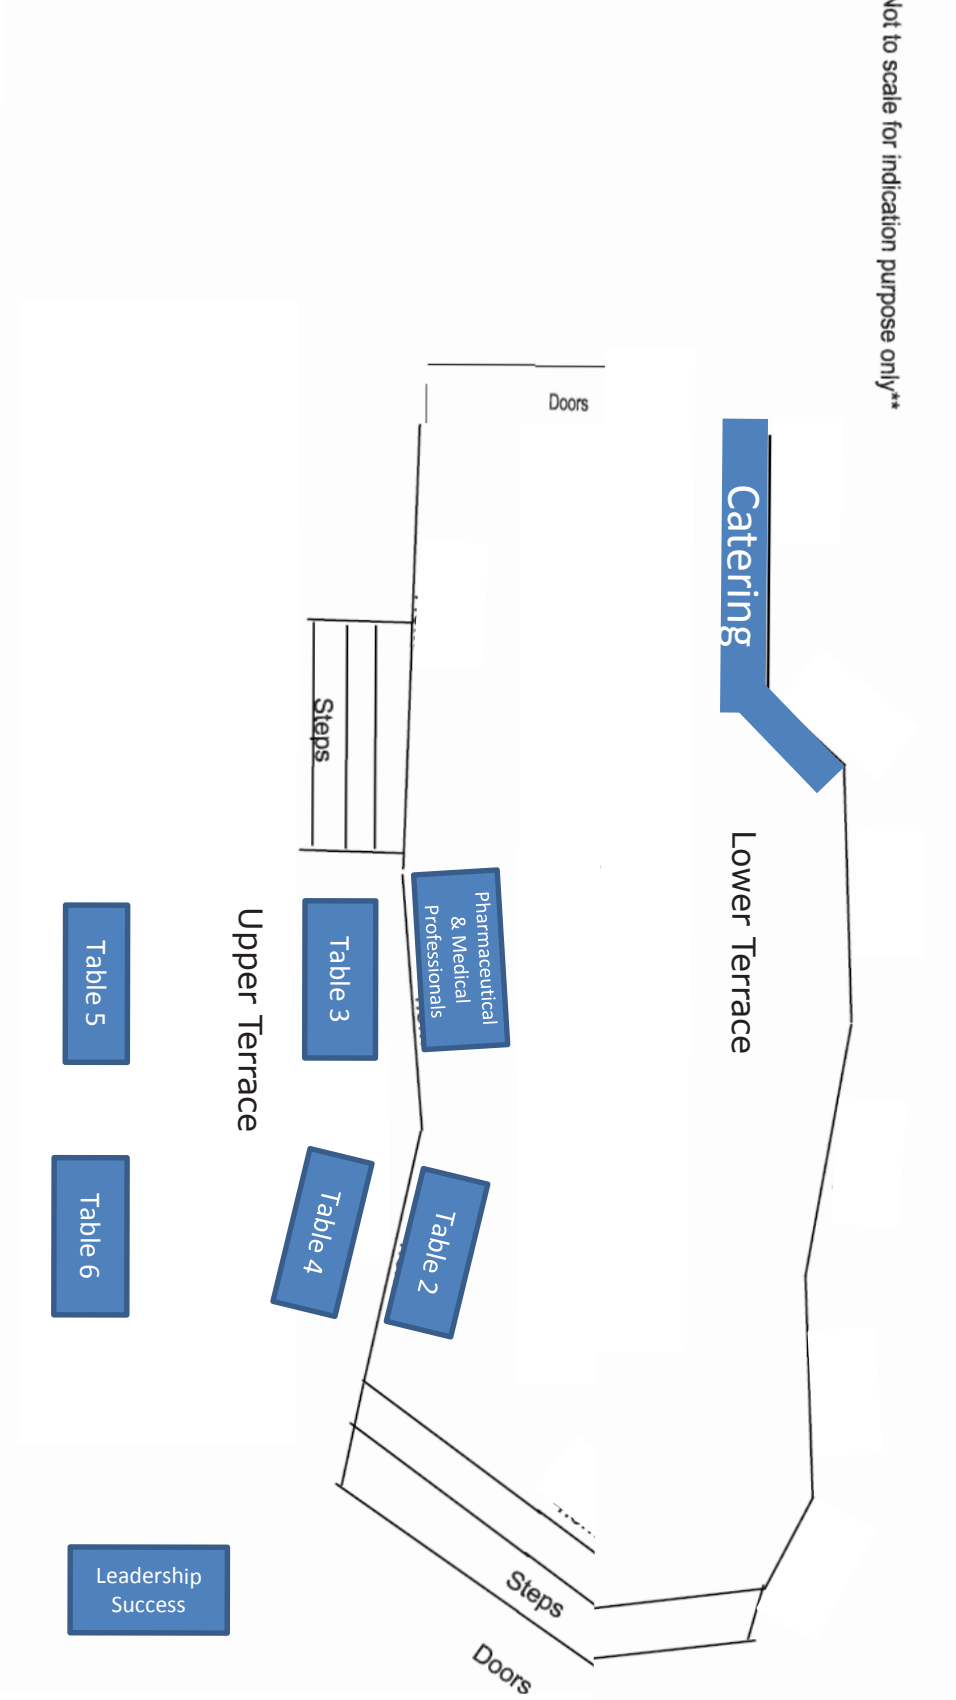 Not to scale for indication purpose only**
Doors
Catering
Steps
Lower Terrace
Pharmaceutical
& Medical
Professionals
Table 3
Upper Terrace
Table 5
Table 2
Table 4
Table 6
Steps
Doors
Leadership
Success